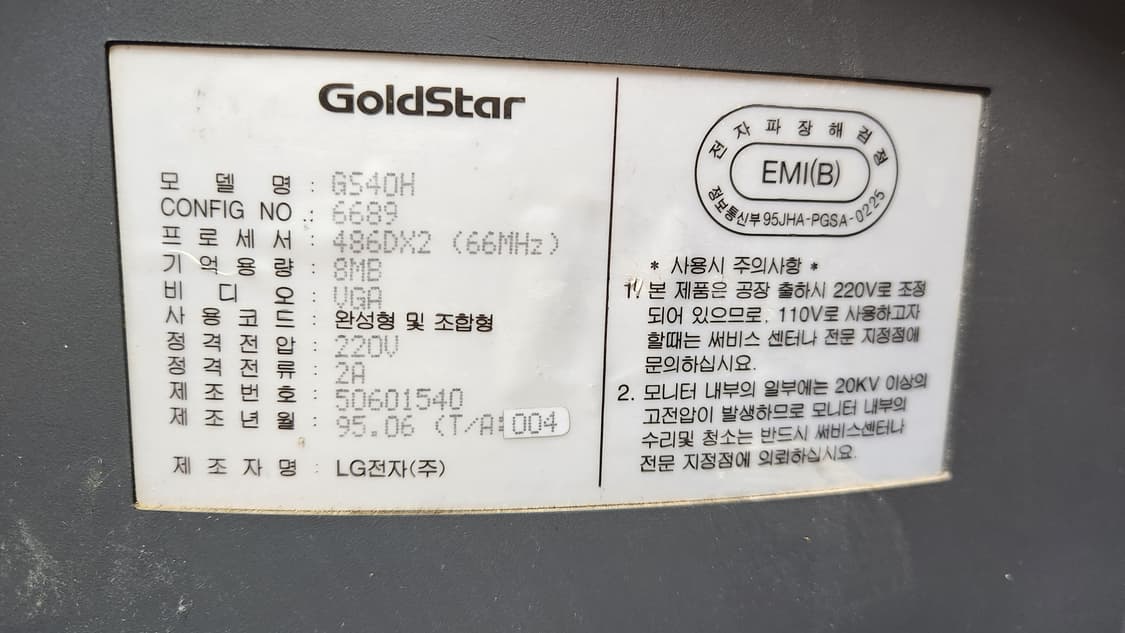 GoldStar
모 델 명 : GS40H
CONFIG NO .: 6689
프 로 세 서 : 486DX2 (66MHz)
기 억 용 량 : 8MB
비 디 오 : VGA
사 용 코 드 : 완성형 및 조합형
정 격 전 압 : 220V
정 격 전 류 : 2A
제 조 번 호 : 50601540
제 조 년 월 : 95.06 (T/A: 004
제 조 자 명 : LG전자(주)
전자파장해검정
EMI(B)
정보통신부 95JHA-PGSA-0225
* 사용시 주의사항 *
1. 본 제품은 공장 출하시 220V로 조정
되어 있으므로, 110V로 사용하고자
할때는 써비스 센터나 전문 지정점에
문의하십시요.
2. 모니터 내부의 일부에는 20KV 이상의
고전압이 발생하므로 모니터 내부의
수리및 청소는 반드시 써비스센터나
전문 지정점에 의뢰하십시요.